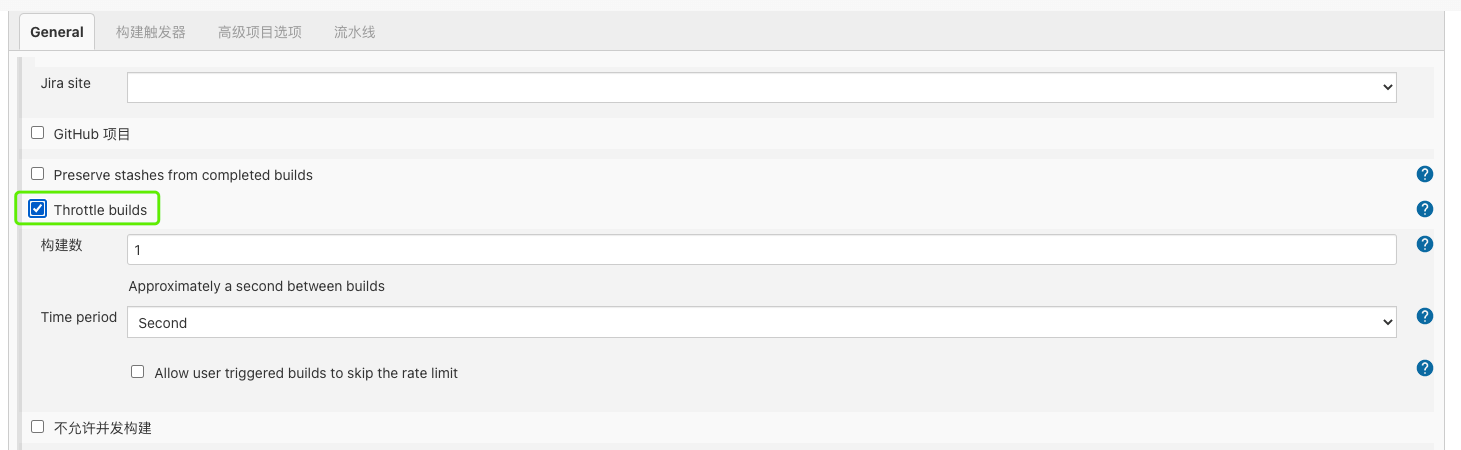 General 构建触发器 高级项目选项 流水线
Jira site
GitHub 项目
Preserve stashes from completed builds ?
Throttle builds ?
构建数 1 ?
Approximately a second between builds
Time period Second ?
Allow user triggered builds to skip the rate limit ?
不允许并发构建